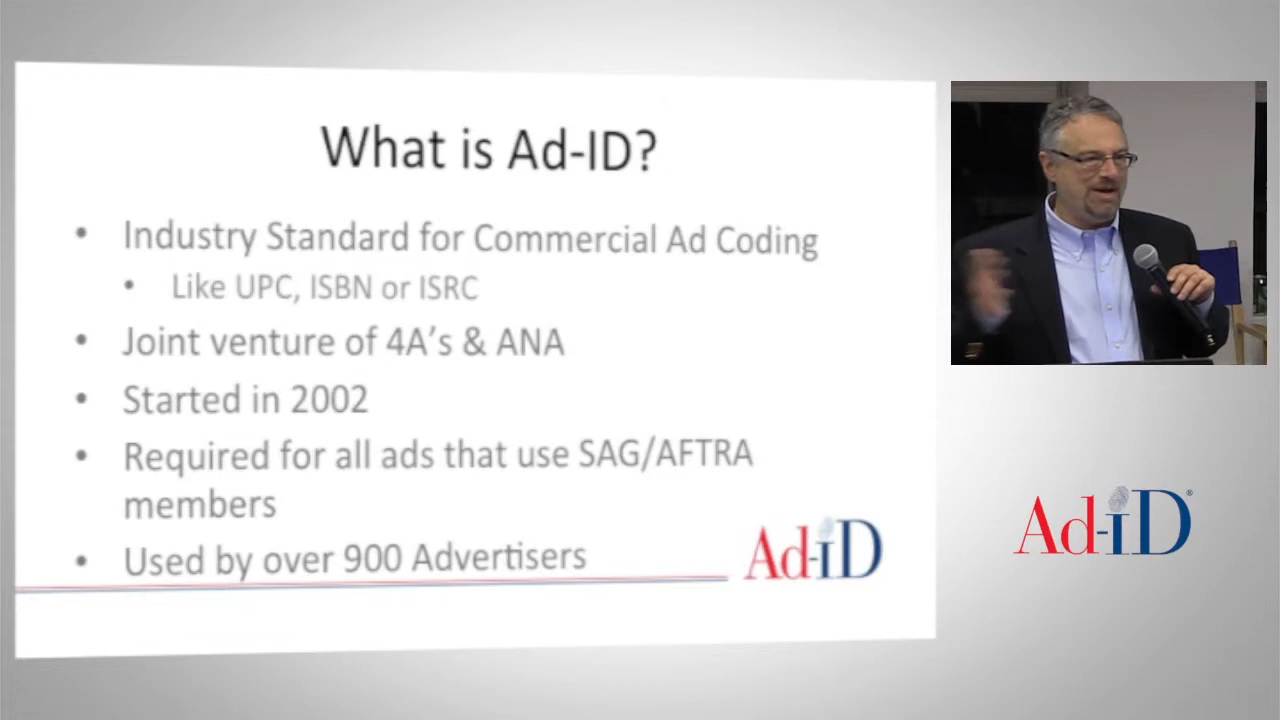 What is Ad-ID?
• Industry Standard for Commercial Ad Coding
• Like UPC, ISBN or ISRC
• Joint venture of 4A’s & ANA
• Started in 2002
• Required for all ads that use SAG/AFTRA
members
• Used by over 900 Advertisers
Ad-iD
Ad-iD®